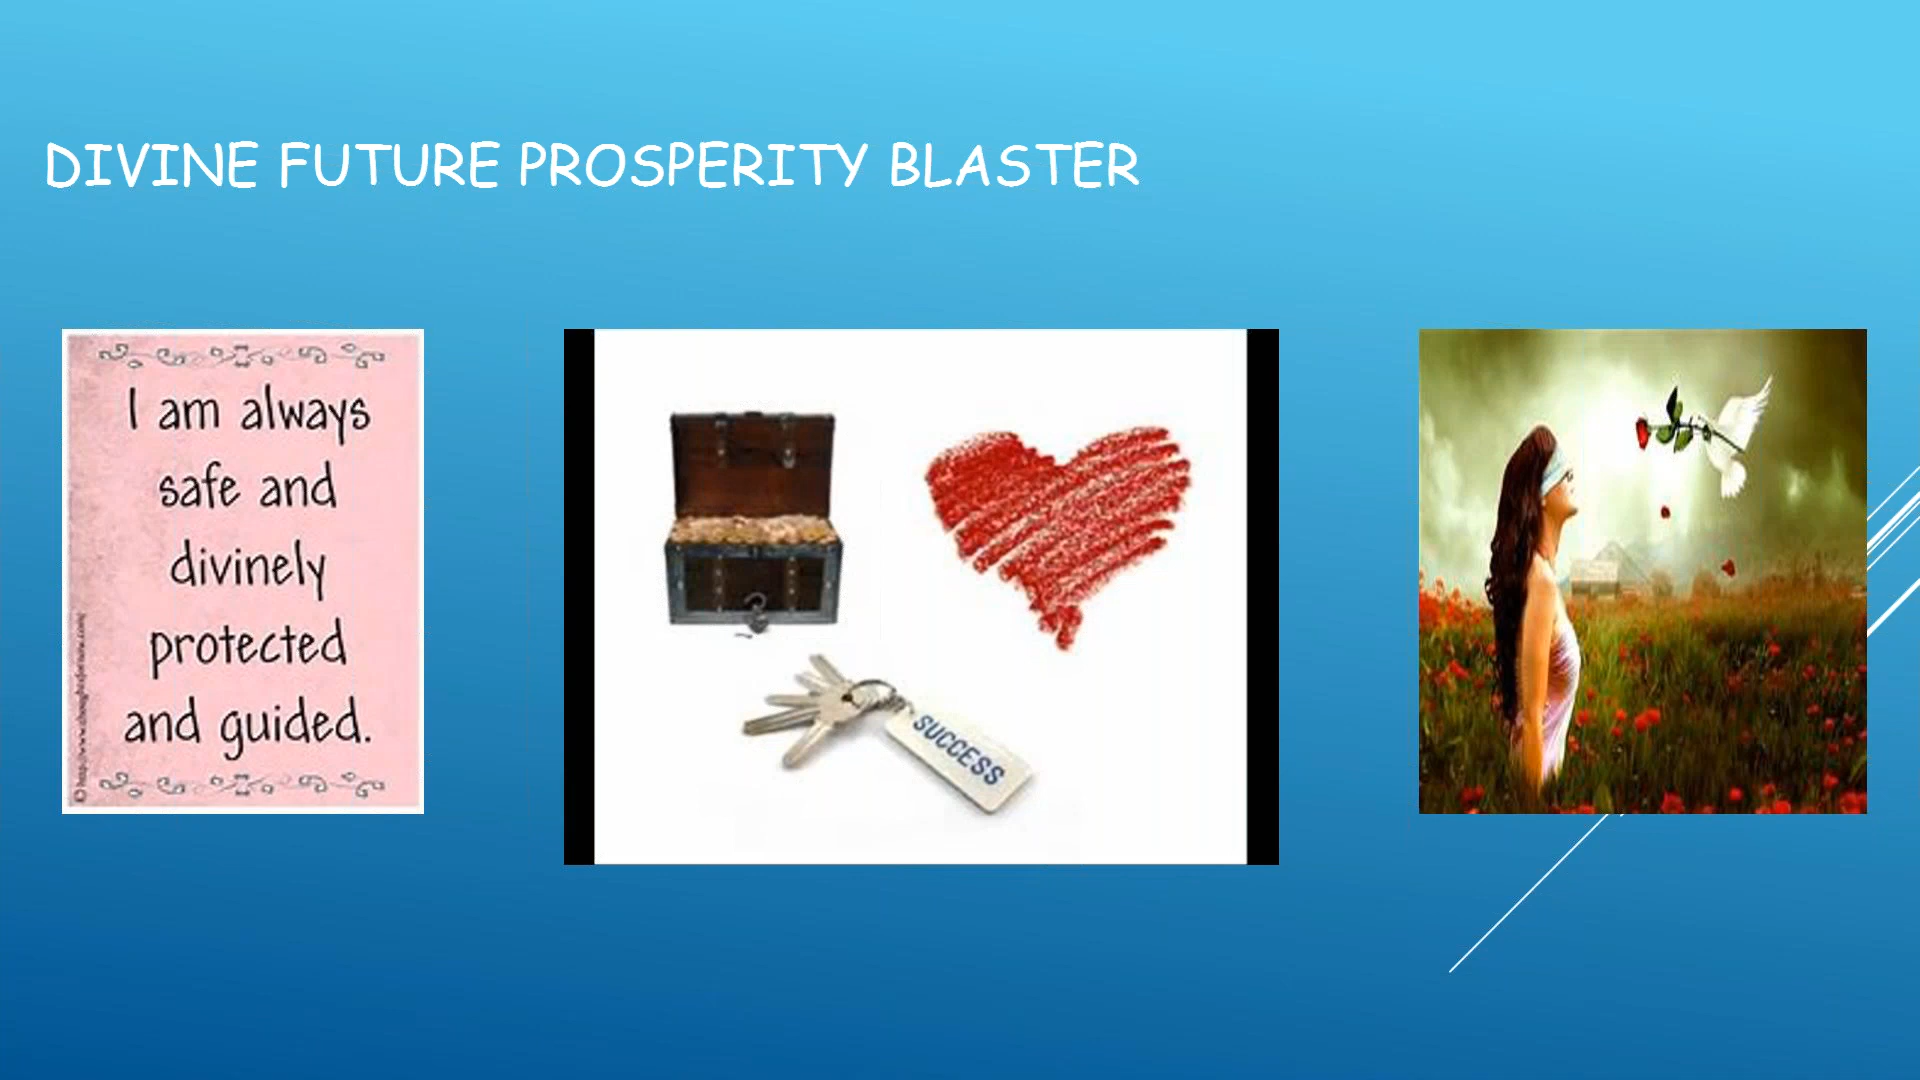 DIVINE FUTURE PROSPERITY BLASTER
I am always
safe and
divinely
protected
and guided.
SUCCESS